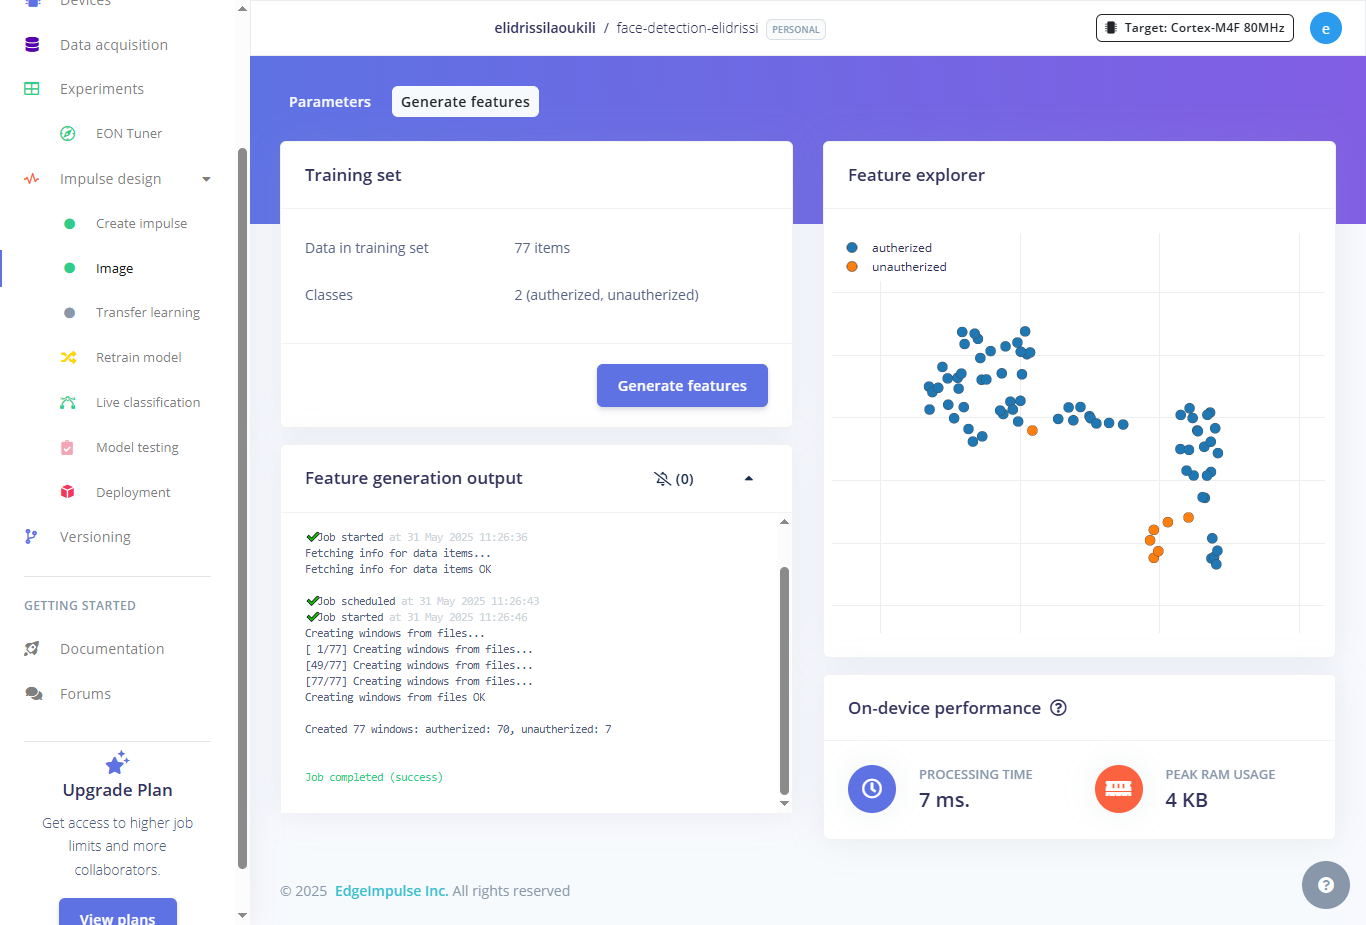 Devices
Data acquisition
Experiments
EON Tuner
Impulse design
Create impulse
Image
Transfer learning
Retrain model
Live classification
Model testing
Deployment
Versioning
GETTING STARTED
Documentation
Forums
Upgrade Plan
Get access to higher job
limits and more
collaborators.
View plans
elidrissilaoukili / face-detection-elidrissi PERSONAL
Target: Cortex-M4F 80MHz
e
Parameters
Generate features
Training set
Data in training set 77 items
Classes 2 (autherized, unautherized)
Generate features
Feature generation output
(0)
Job started at 31 May 2025 11:26:36
Fetching info for data items...
Fetching info for data items OK
Job scheduled at 31 May 2025 11:26:43
Job started at 31 May 2025 11:26:46
Creating windows from files...
[ 1/77] Creating windows from files...
[49/77] Creating windows from files...
[77/77] Creating windows from files...
Creating windows from files OK
Created 77 windows: autherized: 70, unautherized: 7
Job completed (success)
Feature explorer
autherized
unautherized
On-device performance ?
PROCESSING TIME
7 ms.
PEAK RAM USAGE
4 KB
© 2025 EdgeImpulse Inc. All rights reserved
?